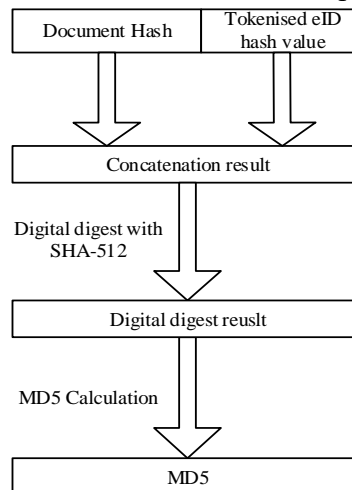 Document Hash
Tokenised eID
hash value
Concatenation result
Digital digest with
SHA-512
Digital digest reuslt
MD5 Calculation
MD5